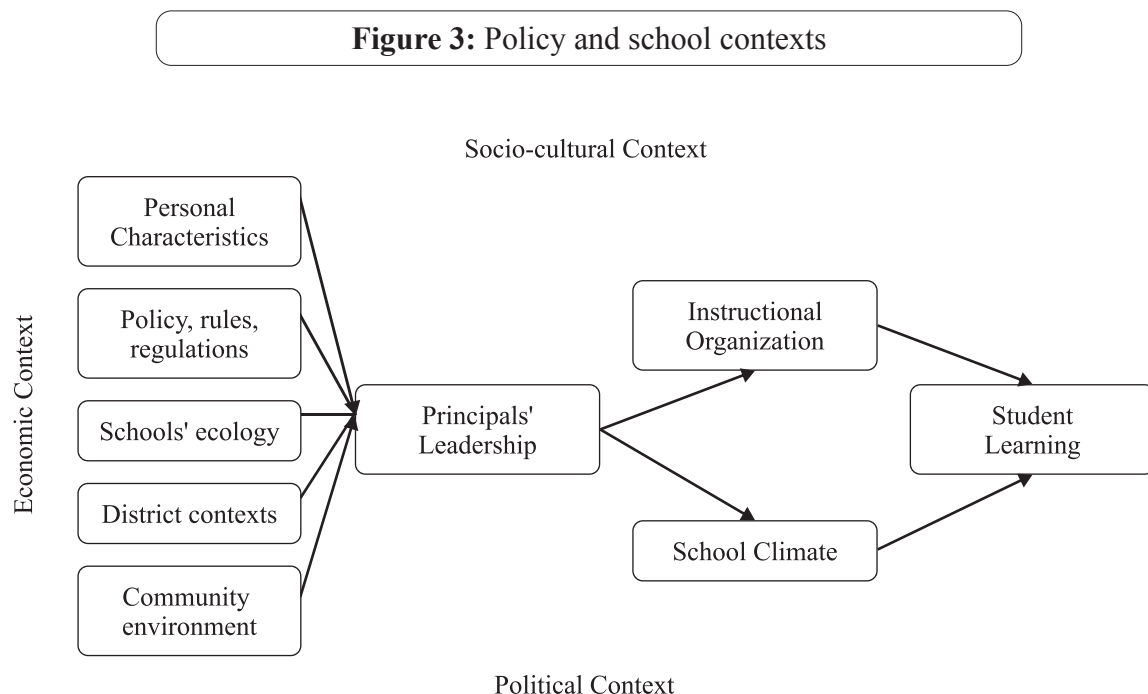 Figure 3: Policy and school contexts
Socio-cultural Context
Economic Context
Personal
Characteristics
Policy, rules,
regulations
Schools' ecology
District contexts
Community
environment
Principals'
Leadership
Instructional
Organization
School Climate
Student
Learning
Political Context